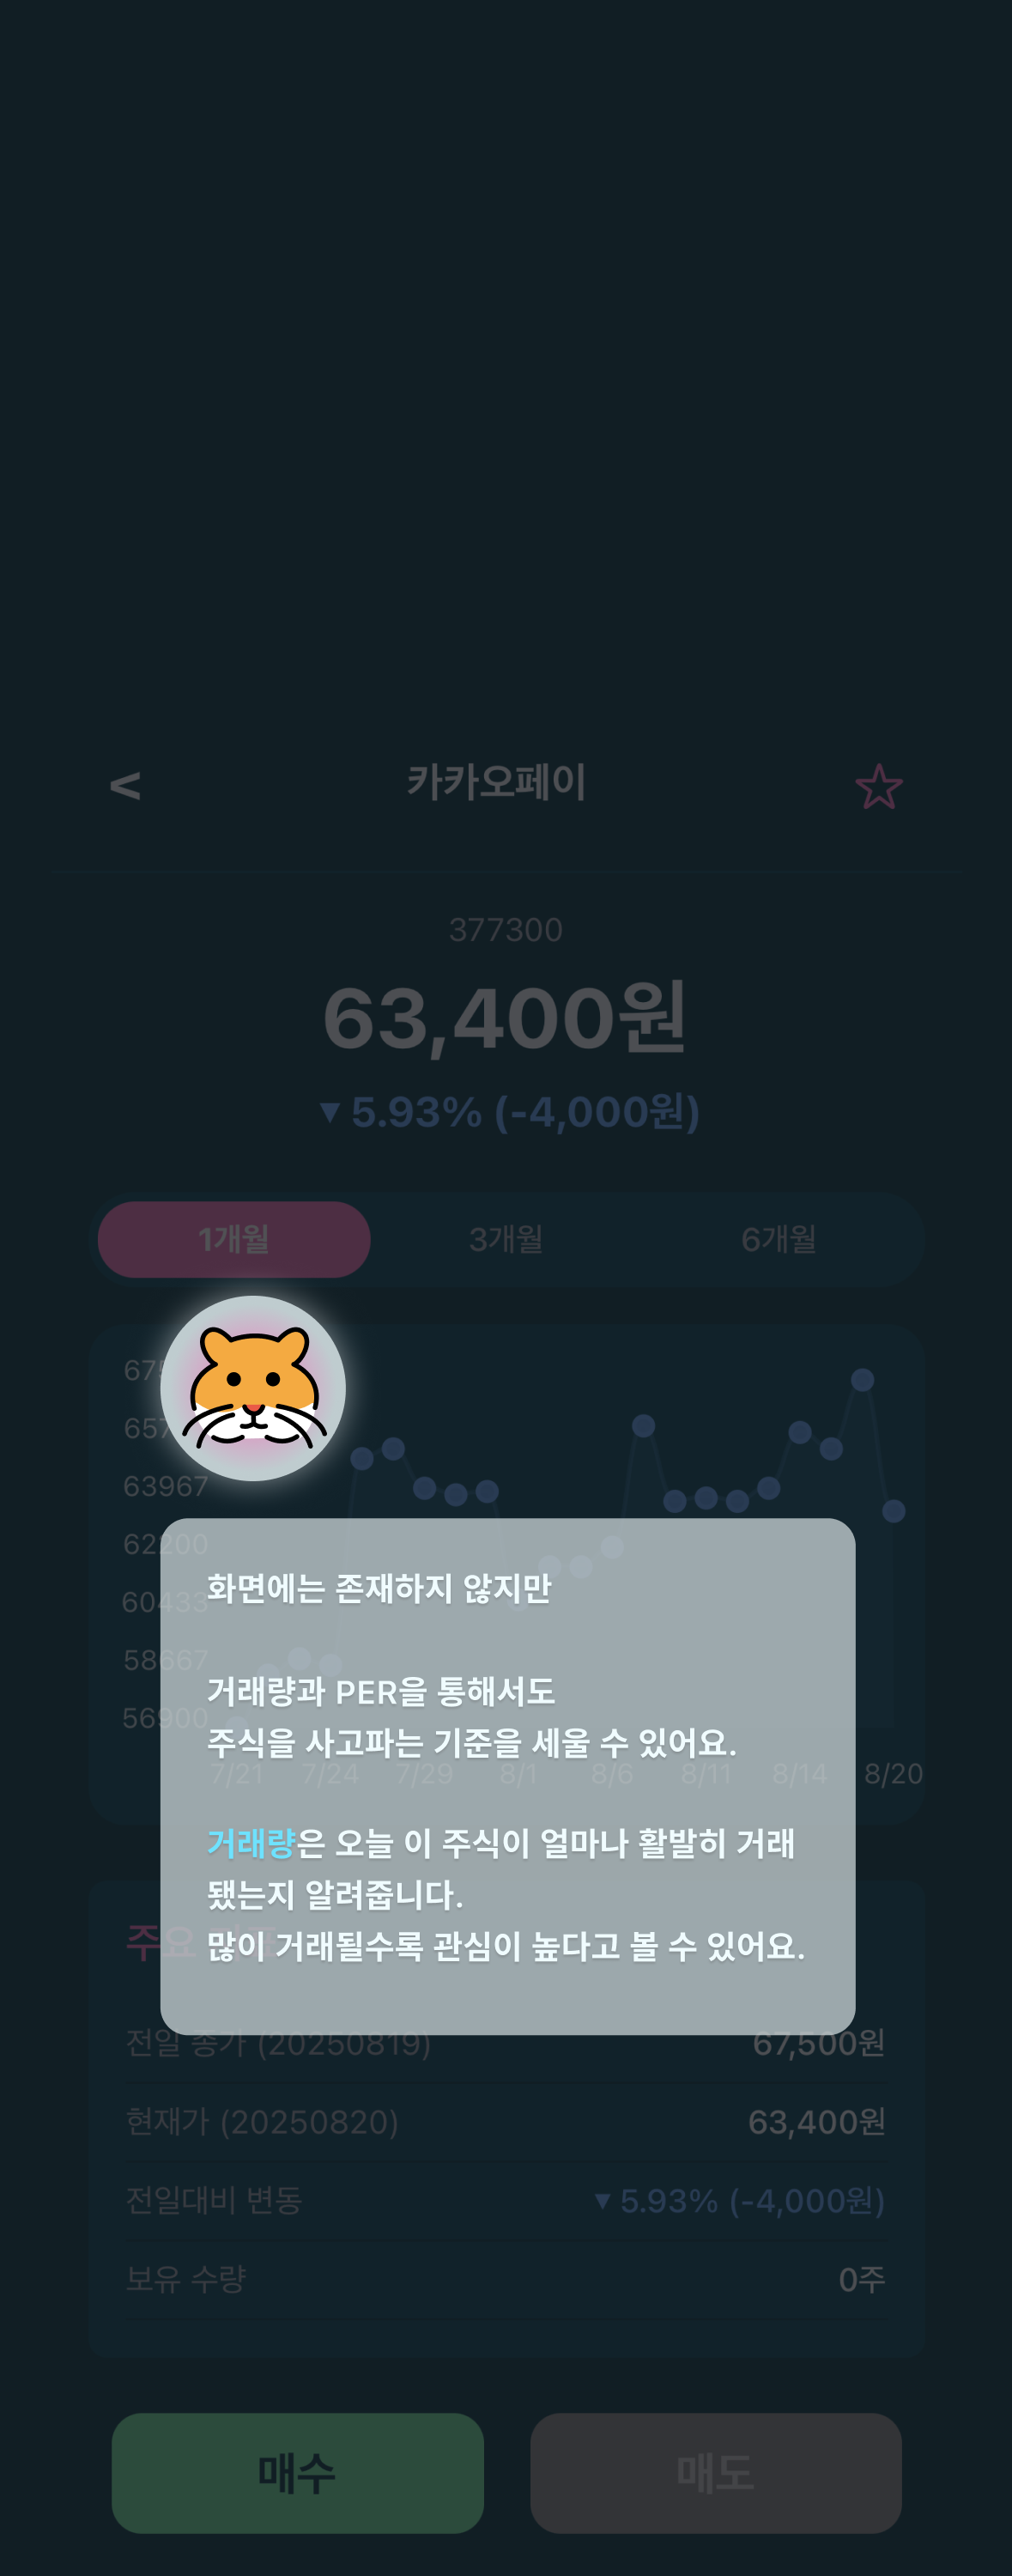 <
카카오페이
377300
63,400원
▼ 5.93% (-4,000원)
1개월 3개월 6개월
63967
62200
60433
58667
56900
7/21 7/24 7/29 8/1 8/6 8/11 8/14 8/20
화면에는 존재하지 않지만
거래량과 PER을 통해서도
주식을 사고파는 기준을 세울 수 있어요.
거래량은 오늘 이 주식이 얼마나 활발히 거래
됐는지 알려줍니다.
많이 거래될수록 관심이 높다고 볼 수 있어요.
주요
전일 종가 (20250819) 67,500원
현재가 (20250820) 63,400원
전일대비 변동 ▼ 5.93% (-4,000원)
보유 수량 0주
매수 매도